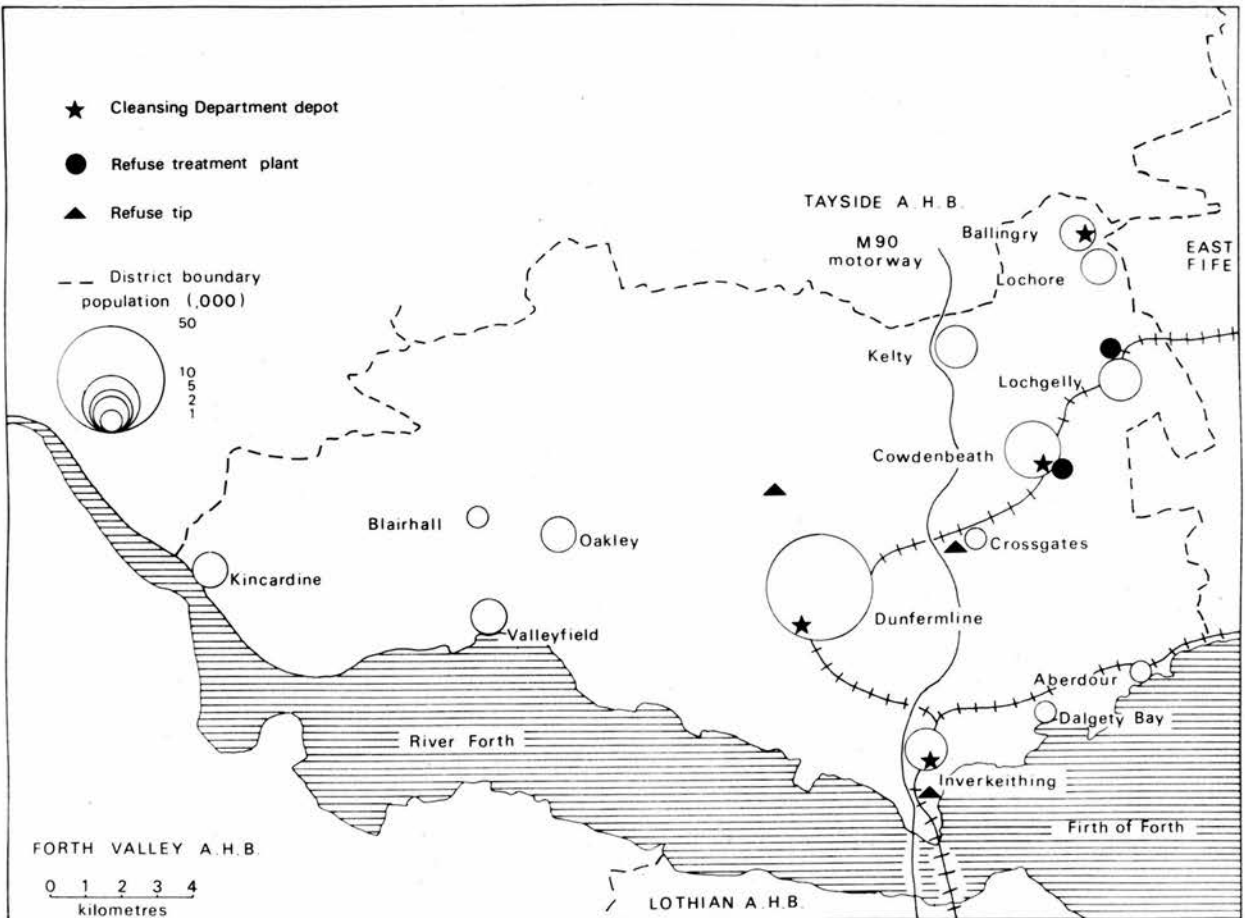 Cleansing Department depot
Refuse treatment plant
Refuse tip
District boundary
population (,000)
50
10
5
2
1
TAYSIDE A.H.B.
M90
motorway
Ballingry
EAST
FIFE
Lochore
Kelty
Lochgelly
Cowdenbeath
Blairhall
Oakley
Crossgates
Kincardine
Valleyfield
Dunfermline
Aberdour
Dalgety Bay
River Forth
Inverkeithing
Firth of Forth
FORTH VALLEY A.H.B.
0 1 2 3 4
kilometres
LOTHIAN A.H.B.